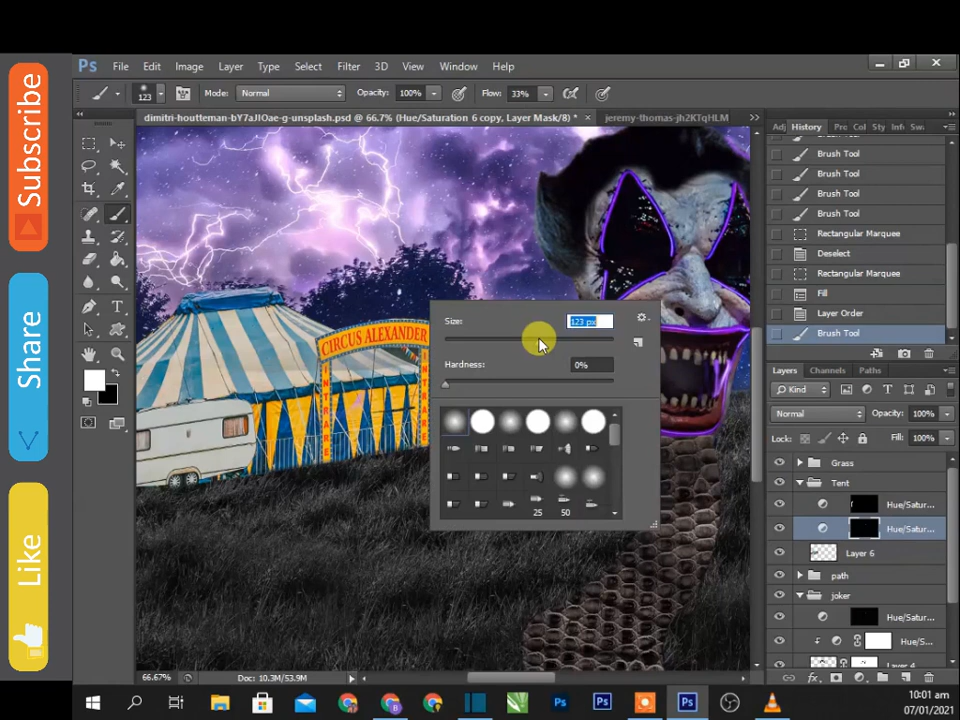 Subscribe
Share
Like
Ps File Edit Image Layer Type Select Filter 3D View Window Help
123 Mode: Normal Opacity: 100% Flow: 33%
dimitri-houtteman-bY7aJIOae-g-unsplash.psd @ 66.7% (Hue/Saturation 6 copy, Layer Mask/8) *
jeremy-thomas-jh2KTqHLM
Adj History Pr Col Sty Info Swa
Brush Tool
Brush Tool
Brush Tool
Brush Tool
Rectangular Marquee
Deselect
Rectangular Marquee
Fill
Layer Order
Brush Tool
CIRCUS ALEXANDER
Size: 123 px
Hardness: 0%
25 50
Layers Channels Paths
Kind
Normal Opacity: 100%
Lock: Fill: 100%
Grass
Tent
Hue/Satur...
Hue/Satur...
Layer 6
path
joker
Hue/Satur...
Hue/S...
Layer 4
66.67% Doc: 10.3M/53.9M
10:01 am
07/01/2021